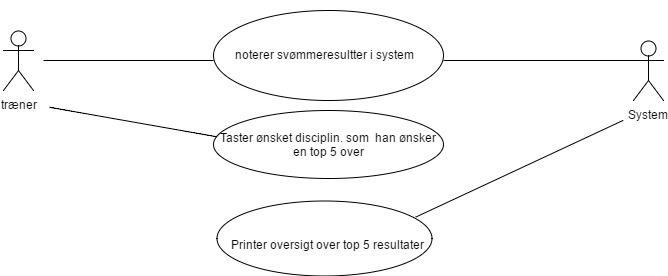 noterer svømmeresultter i system
træner
System
Taster ønsket disciplin. som han ønsker
en top 5 over
Printer oversigt over top 5 resultater